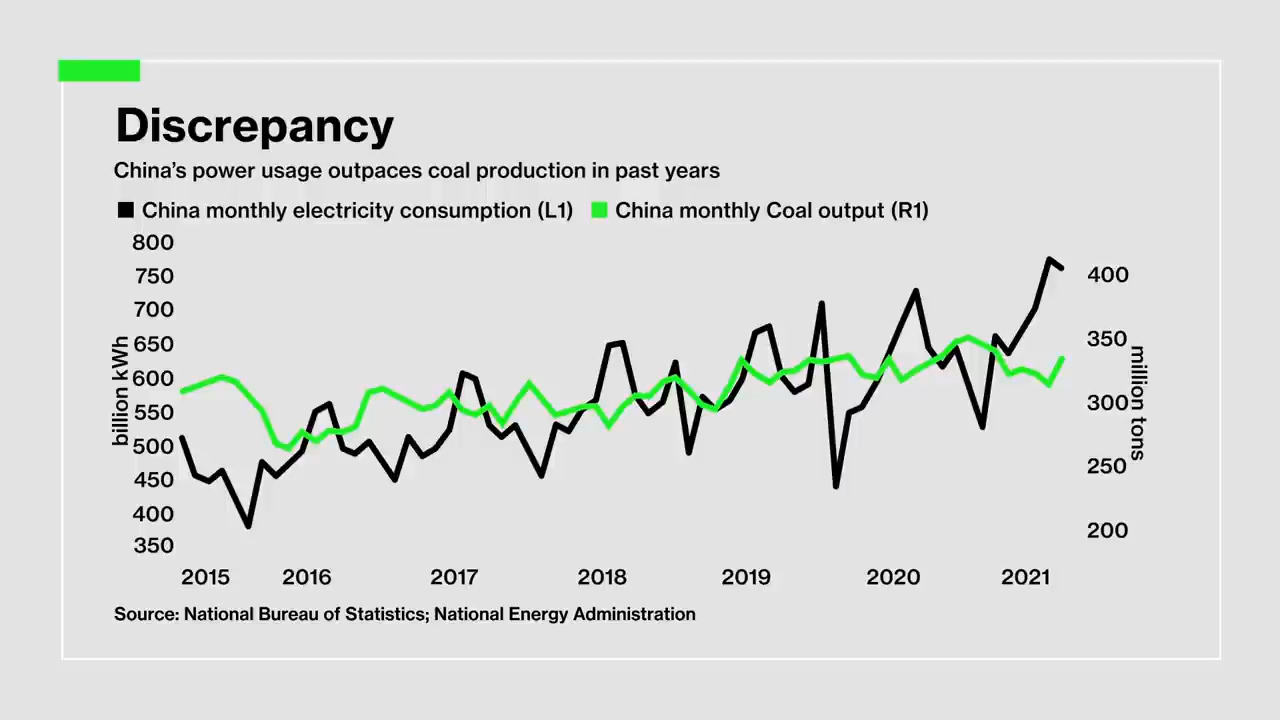 Discrepancy
China's power usage outpaces coal production in past years
China monthly electricity consumption (L1) China monthly Coal output (R1)
800
750
700
650
600
550
500
450
400
350
billion kWh
400
350
300
250
200
million tons
2015 2016 2017 2018 2019 2020 2021
Source: National Bureau of Statistics; National Energy Administration